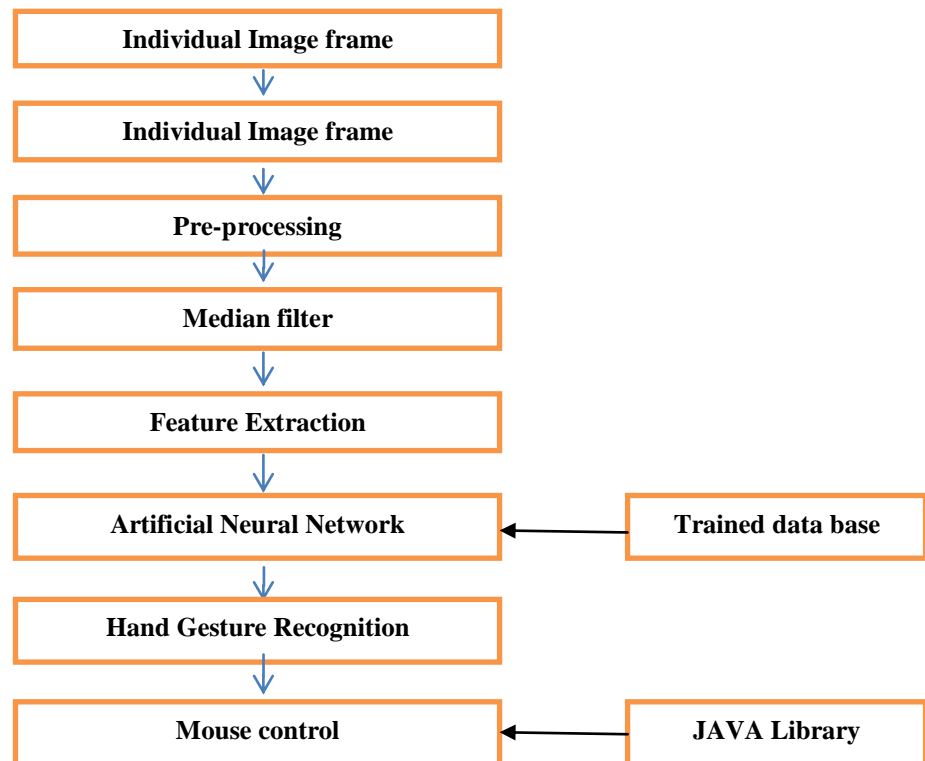 Individual Image frame
Individual Image frame
Pre-processing
Median filter
Feature Extraction
Artificial Neural Network
Trained data base
Hand Gesture Recognition
Mouse control
JAVA Library